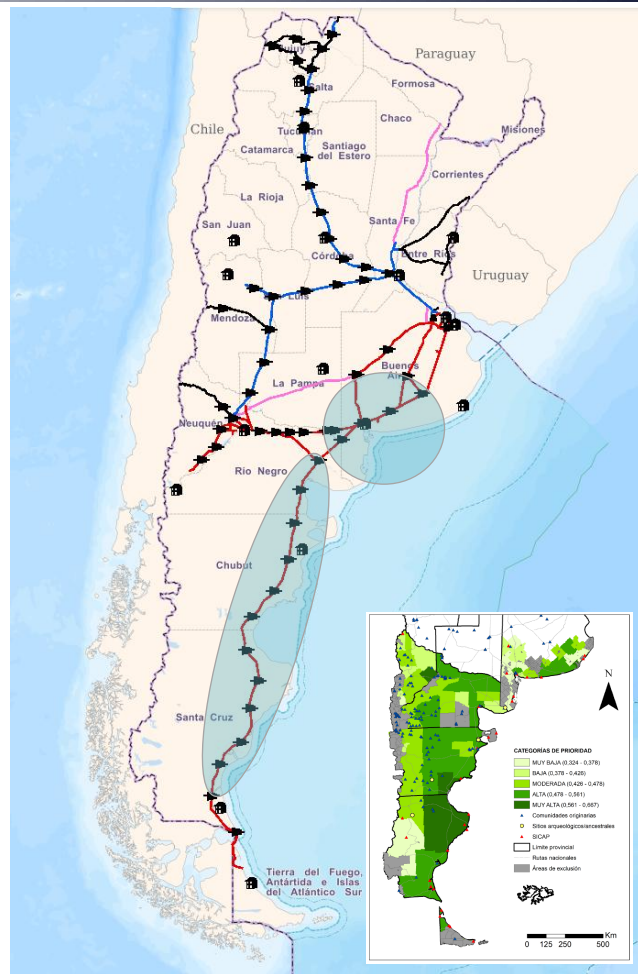 Paraguay
Jujuy
Salta
Formosa
Chaco
Chile
Tucumán
Misiones
Catamarca
Santiago
del Estero
Corrientes
La Rioja
Santa Fe
San Juan
Córdoba
Entre Ríos
Uruguay
Luis
Mendoza
Buenos
La Pampa
Neuquén
Río Negro
Chubut
Santa Cruz
Tierra del Fuego,
Antártida e Islas
del Atlántico Sur
N
CATEGORÍAS DE PRIORIDAD
MUY BAJA (0,324 - 0,378)
BAJA (0,378 - 0,426)
MODERADA (0,426 - 0,478)
ALTA (0,478 - 0,561)
MUY ALTA (0,561 - 0,667)
Comunidades originarias
Sitios arqueológicos/ancestrales
SICAP
Límite provincial
Rutas nacionales
Áreas de exclusión
Km
0 125 250 500